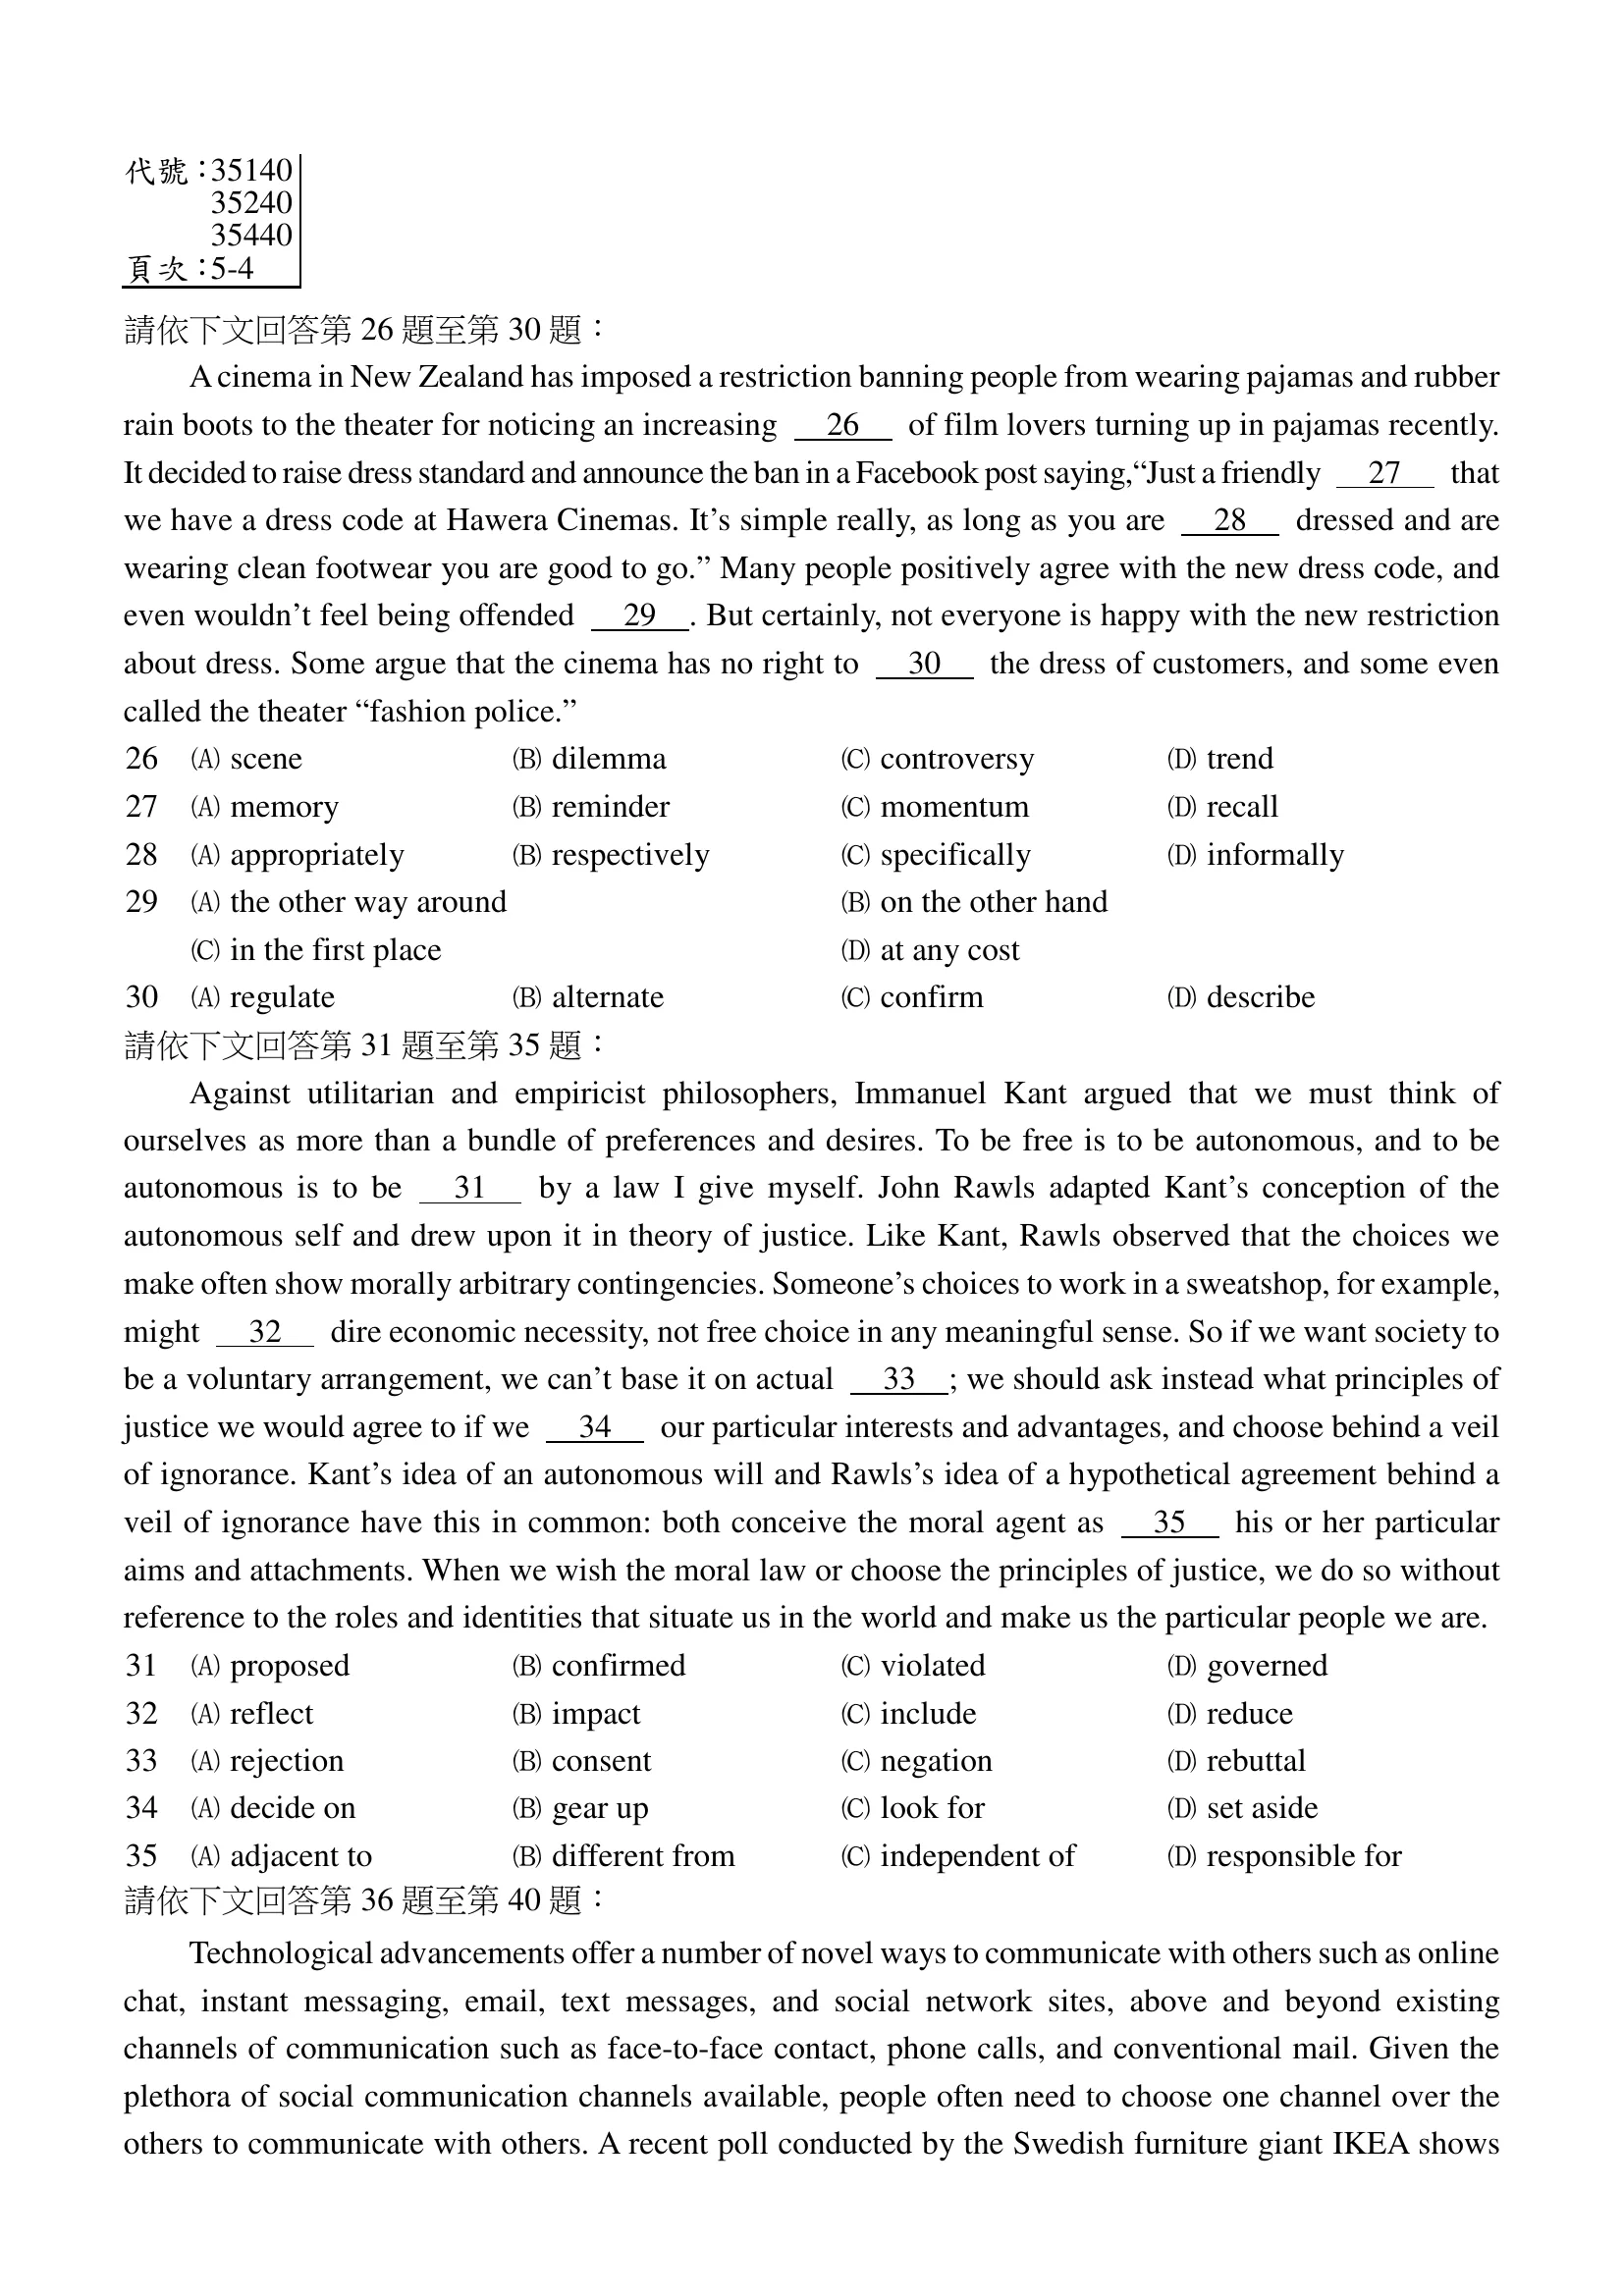 代號：35140
35240
35440
頁次：5-4
請依下文回答第 26 題至第 30 題：
A cinema in New Zealand has imposed a restriction banning people from wearing pajamas and rubber
rain boots to the theater for noticing an increasing 26 of film lovers turning up in pajamas recently.
It decided to raise dress standard and announce the ban in a Facebook post saying,“Just a friendly 27 that
we have a dress code at Hawera Cinemas. It’s simple really, as long as you are 28 dressed and are
wearing clean footwear you are good to go.” Many people positively agree with the new dress code, and
even wouldn’t feel being offended 29 . But certainly, not everyone is happy with the new restriction
about dress. Some argue that the cinema has no right to 30 the dress of customers, and some even
called the theater “fashion police.”
26 (A) scene (B) dilemma (C) controversy (D) trend
27 (A) memory (B) reminder (C) momentum (D) recall
28 (A) appropriately (B) respectively (C) specifically (D) informally
29 (A) the other way around (B) on the other hand
(C) in the first place (D) at any cost
30 (A) regulate (B) alternate (C) confirm (D) describe
請依下文回答第 31 題至第 35 題：
Against utilitarian and empiricist philosophers, Immanuel Kant argued that we must think of
ourselves as more than a bundle of preferences and desires. To be free is to be autonomous, and to be
autonomous is to be 31 by a law I give myself. John Rawls adapted Kant’s conception of the
autonomous self and drew upon it in theory of justice. Like Kant, Rawls observed that the choices we
make often show morally arbitrary contingencies. Someone’s choices to work in a sweatshop, for example,
might 32 dire economic necessity, not free choice in any meaningful sense. So if we want society to
be a voluntary arrangement, we can’t base it on actual 33 ; we should ask instead what principles of
justice we would agree to if we 34 our particular interests and advantages, and choose behind a veil
of ignorance. Kant’s idea of an autonomous will and Rawls’s idea of a hypothetical agreement behind a
veil of ignorance have this in common: both conceive the moral agent as 35 his or her particular
aims and attachments. When we wish the moral law or choose the principles of justice, we do so without
reference to the roles and identities that situate us in the world and make us the particular people we are.
31 (A) proposed (B) confirmed (C) violated (D) governed
32 (A) reflect (B) impact (C) include (D) reduce
33 (A) rejection (B) consent (C) negation (D) rebuttal
34 (A) decide on (B) gear up (C) look for (D) set aside
35 (A) adjacent to (B) different from (C) independent of (D) responsible for
請依下文回答第 36 題至第 40 題：
Technological advancements offer a number of novel ways to communicate with others such as online
chat, instant messaging, email, text messages, and social network sites, above and beyond existing
channels of communication such as face-to-face contact, phone calls, and conventional mail. Given the
plethora of social communication channels available, people often need to choose one channel over the
others to communicate with others. A recent poll conducted by the Swedish furniture giant IKEA shows